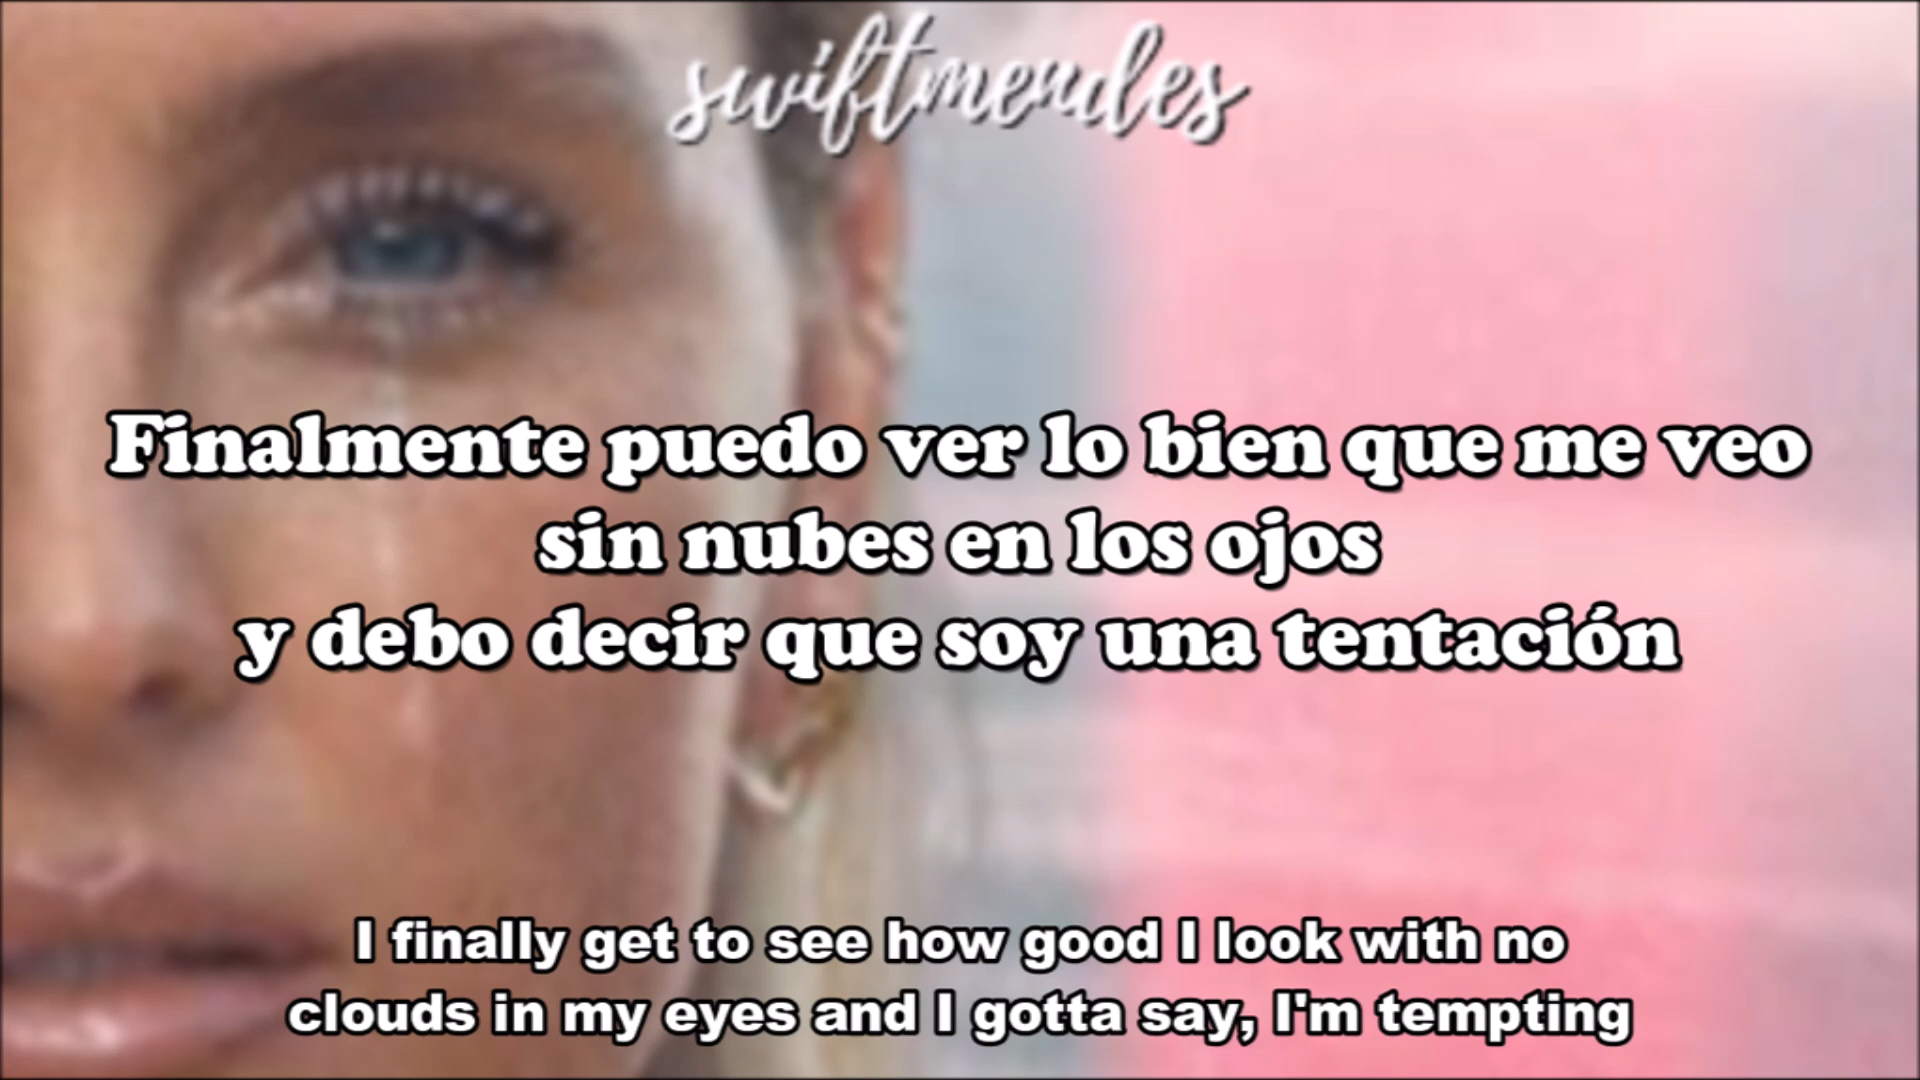 swiftmendes
Finalmente puedo ver lo bien que me veo
sin nubes en los ojos
y debo decir que soy una tentación
I finally get to see how good I look with no
clouds in my eyes and I gotta say, I'm tempting